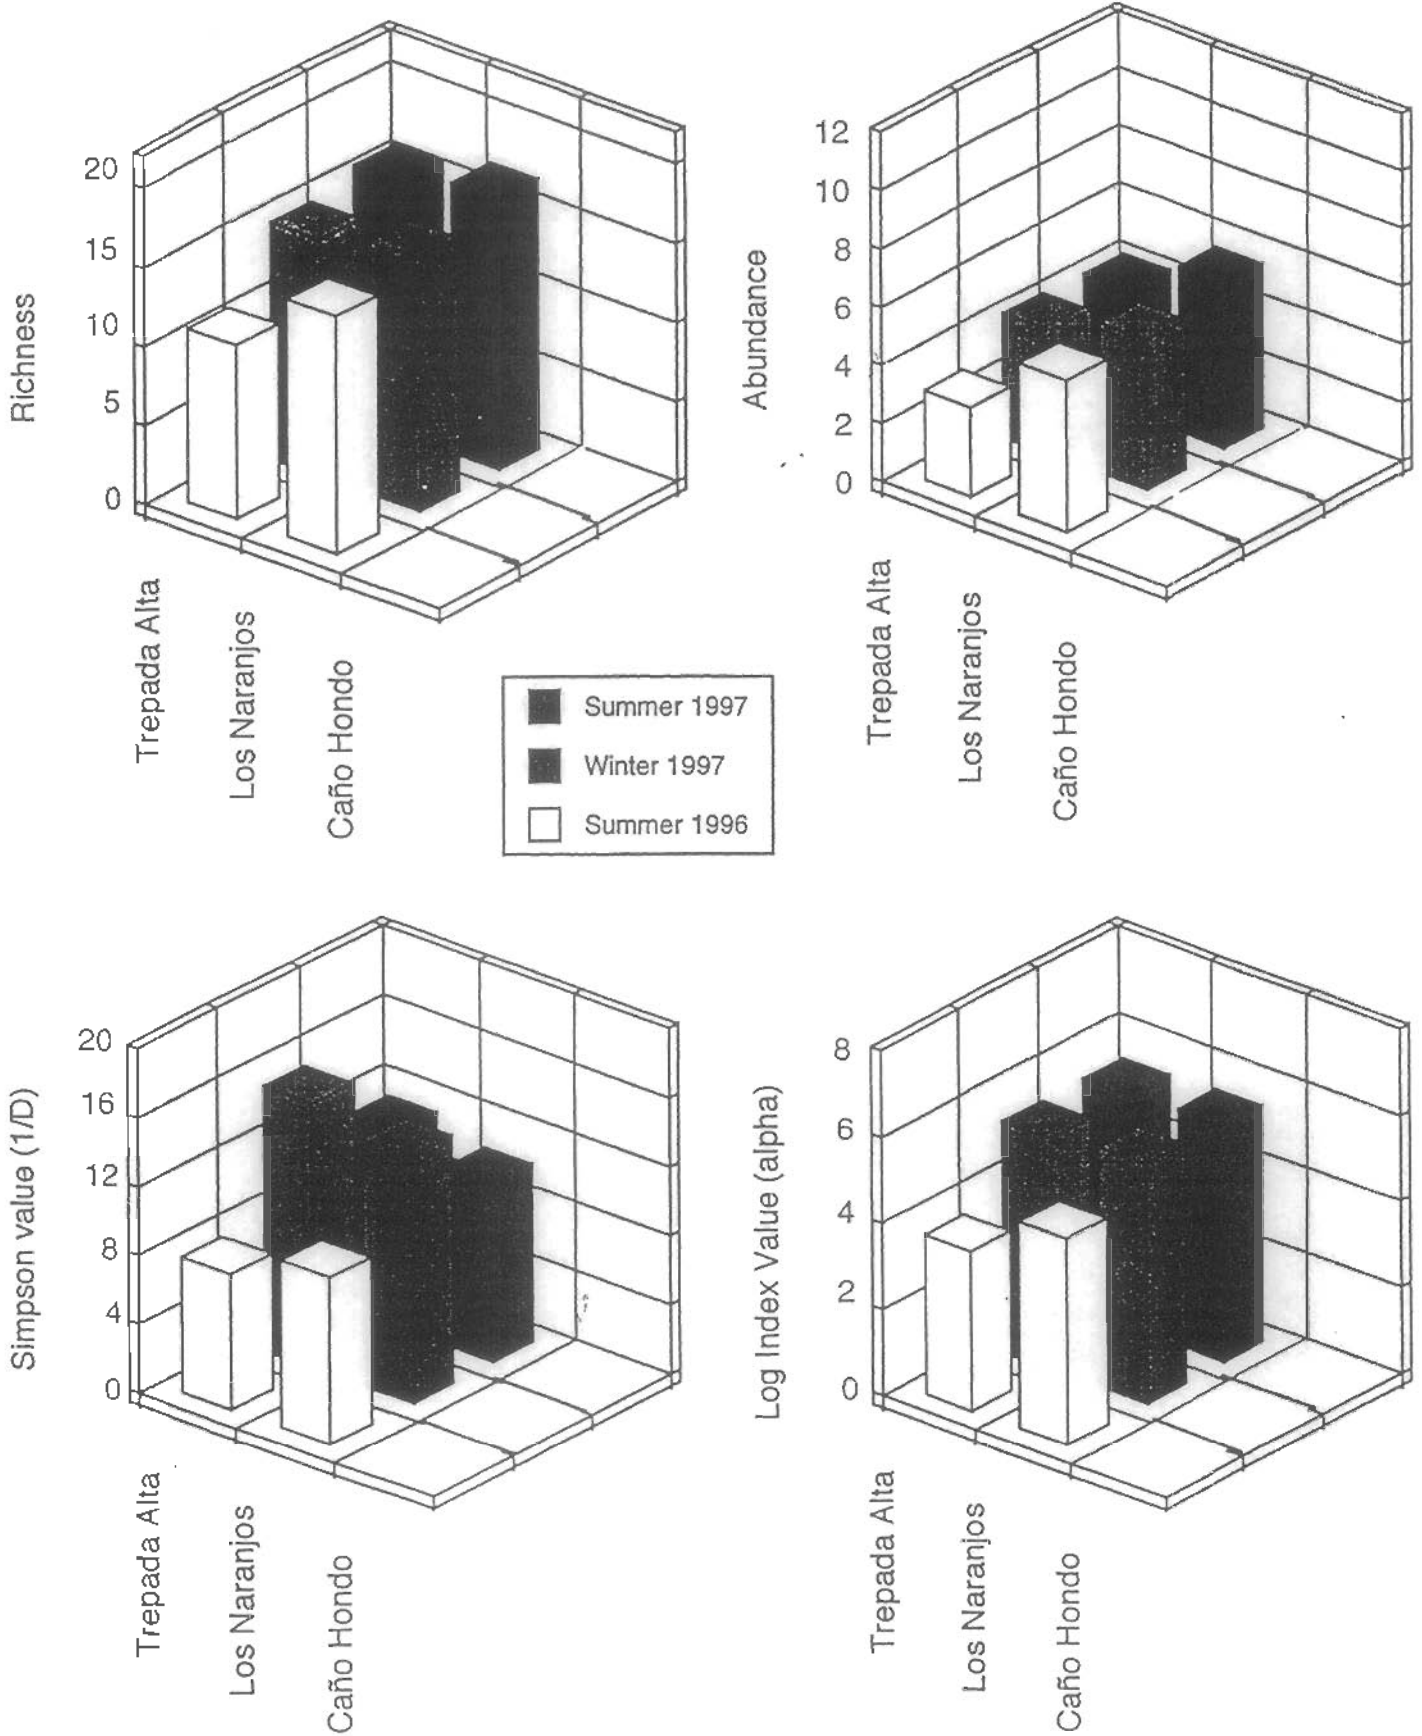 Richness
20
15
10
5
0
Trepada Alta
Los Naranjos
Caño Hondo
Abundance
12
10
8
6
4
2
0
Trepada Alta
Los Naranjos
Caño Hondo
Summer 1997
Winter 1997
Summer 1996
Simpson value (1/D)
20
16
12
8
4
0
Trepada Alta
Los Naranjos
Caño Hondo
Log Index Value (alpha)
8
6
4
2
0
Trepada Alta
Los Naranjos
Caño Hondo